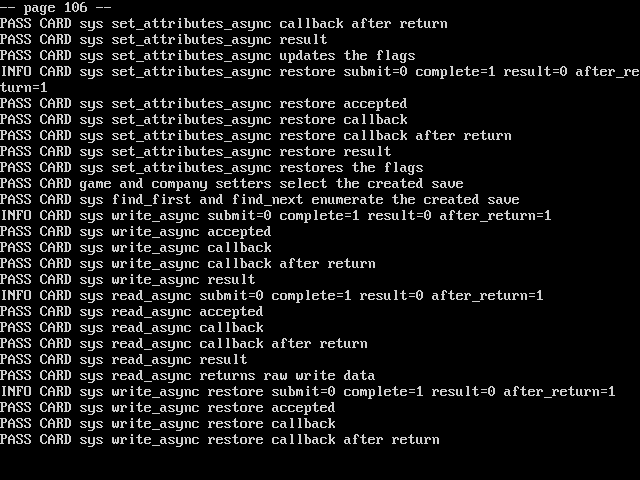 -- page 106 --
PASS CARD sys set_attributes_async callback after return
PASS CARD sys set_attributes_async result
PASS CARD sys set_attributes_async updates the flags
INFO CARD sys set_attributes_async restore submit=0 complete=1 result=0 after_re
turn=1
PASS CARD sys set_attributes_async restore accepted
PASS CARD sys set_attributes_async restore callback
PASS CARD sys set_attributes_async restore callback after return
PASS CARD sys set_attributes_async restore result
PASS CARD sys set_attributes_async restores the flags
PASS CARD game and company setters select the created save
PASS CARD sys find_first and find_next enumerate the created save
INFO CARD sys write_async submit=0 complete=1 result=0 after_return=1
PASS CARD sys write_async accepted
PASS CARD sys write_async callback
PASS CARD sys write_async callback after return
PASS CARD sys write_async result
INFO CARD sys read_async submit=0 complete=1 result=0 after_return=1
PASS CARD sys read_async accepted
PASS CARD sys read_async callback
PASS CARD sys read_async callback after return
PASS CARD sys read_async result
PASS CARD sys read_async returns raw write data
INFO CARD sys write_async restore submit=0 complete=1 result=0 after_return=1
PASS CARD sys write_async restore accepted
PASS CARD sys write_async restore callback
PASS CARD sys write_async restore callback after return